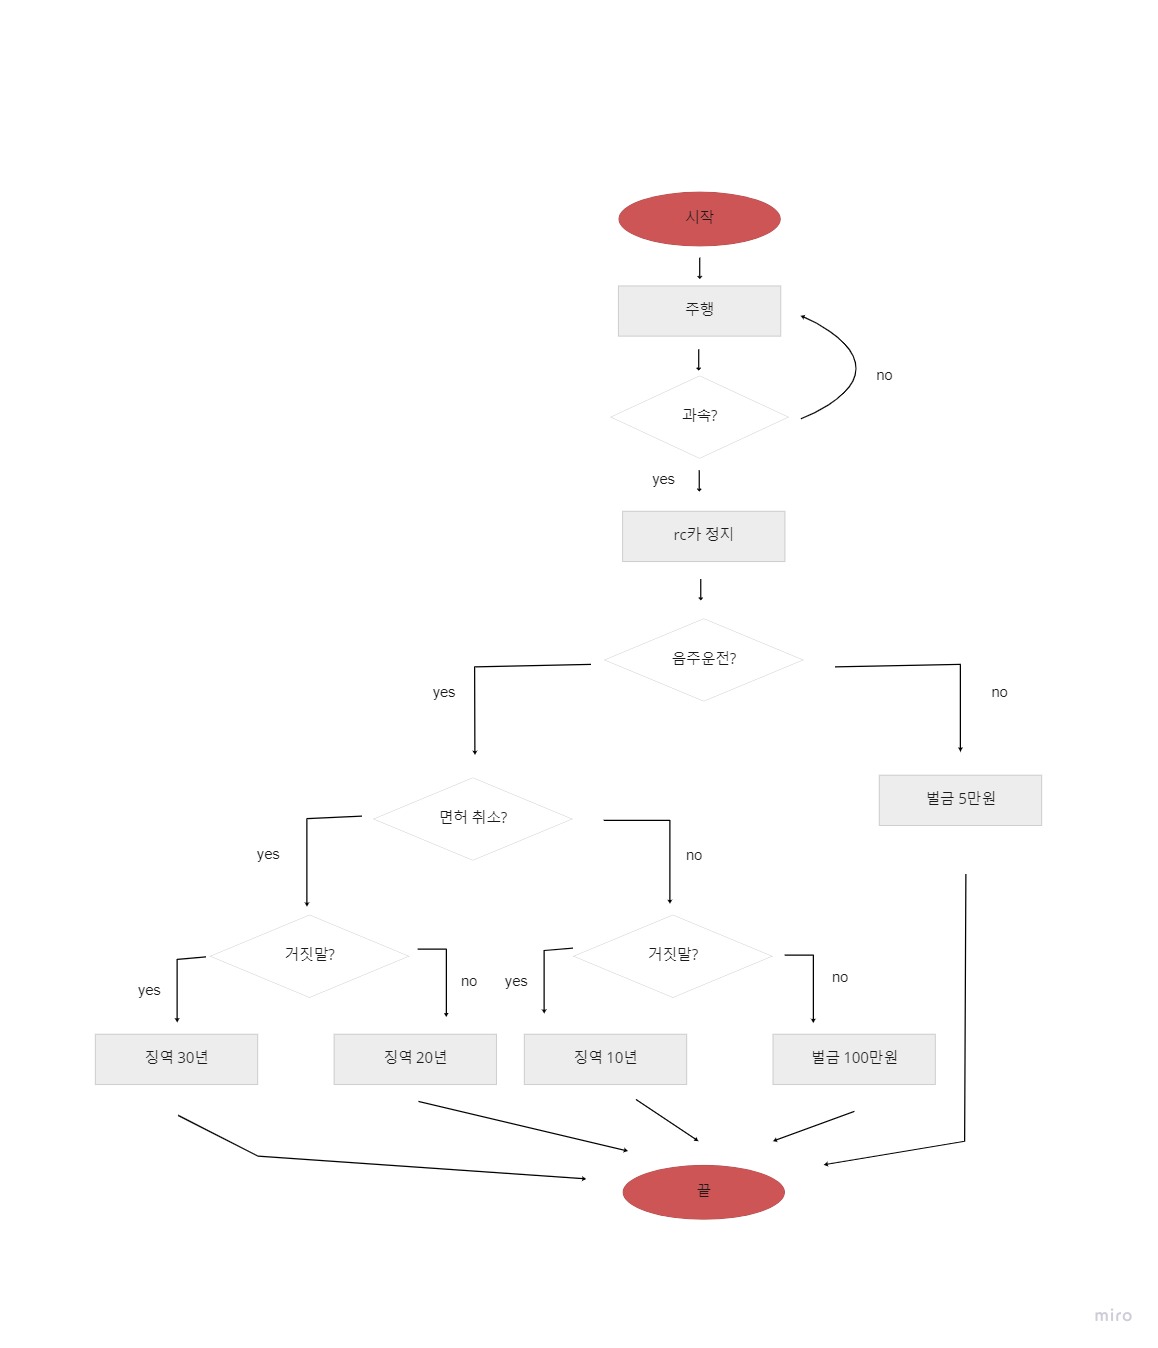 시작
주행
no
과속?
yes
rc카 정지
음주운전?
yes
no
면허 취소?
벌금 5만원
yes
no
거짓말?
거짓말?
yes
no
yes
no
징역 30년
징역 20년
징역 10년
벌금 100만원
끝
miro